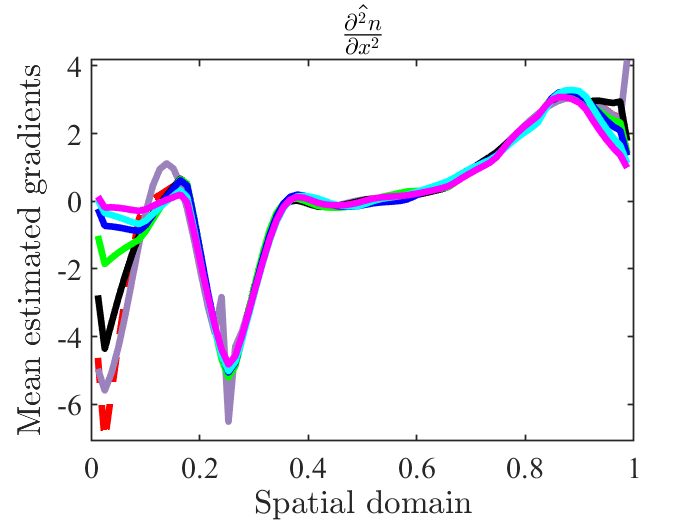 ∂̂²n
∂x²
Mean estimated gradients
4
2
0
-2
-4
-6
0 0.2 0.4 0.6 0.8 1
Spatial domain